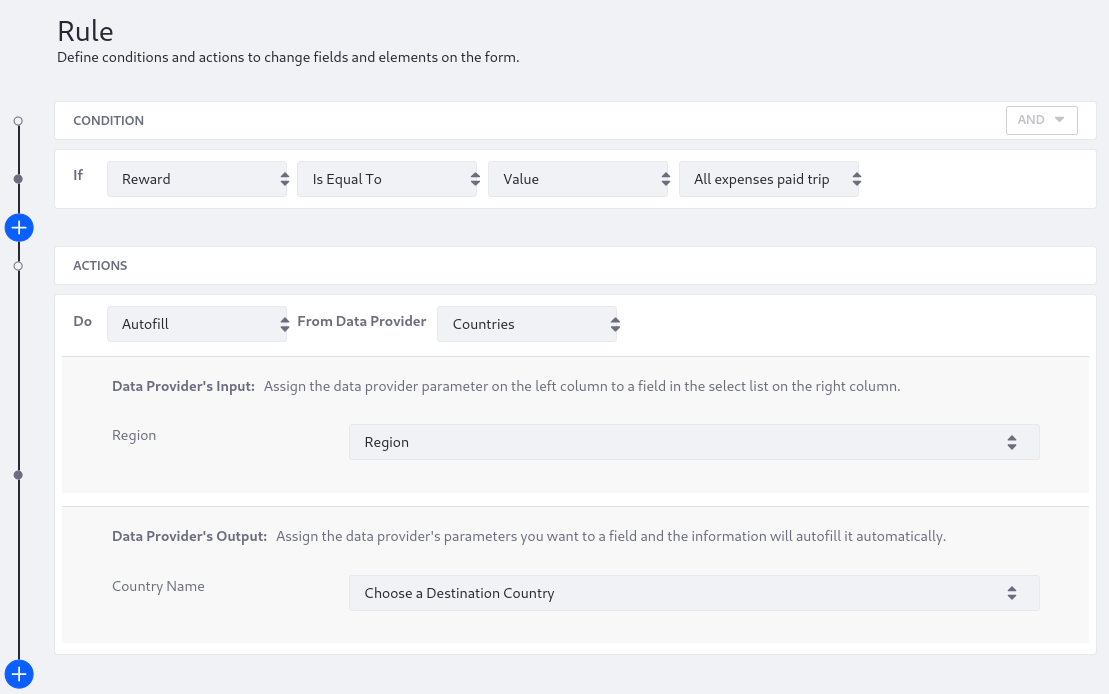 Rule
Define conditions and actions to change fields and elements on the form.
CONDITION AND
If Reward Is Equal To Value All expenses paid trip
ACTIONS
Do Autofill From Data Provider Countries
Data Provider's Input: Assign the data provider parameter on the left column to a field in the select list on the right column.
Region Region
Data Provider's Output: Assign the data provider's parameters you want to a field and the information will autofill it automatically.
Country Name Choose a Destination Country